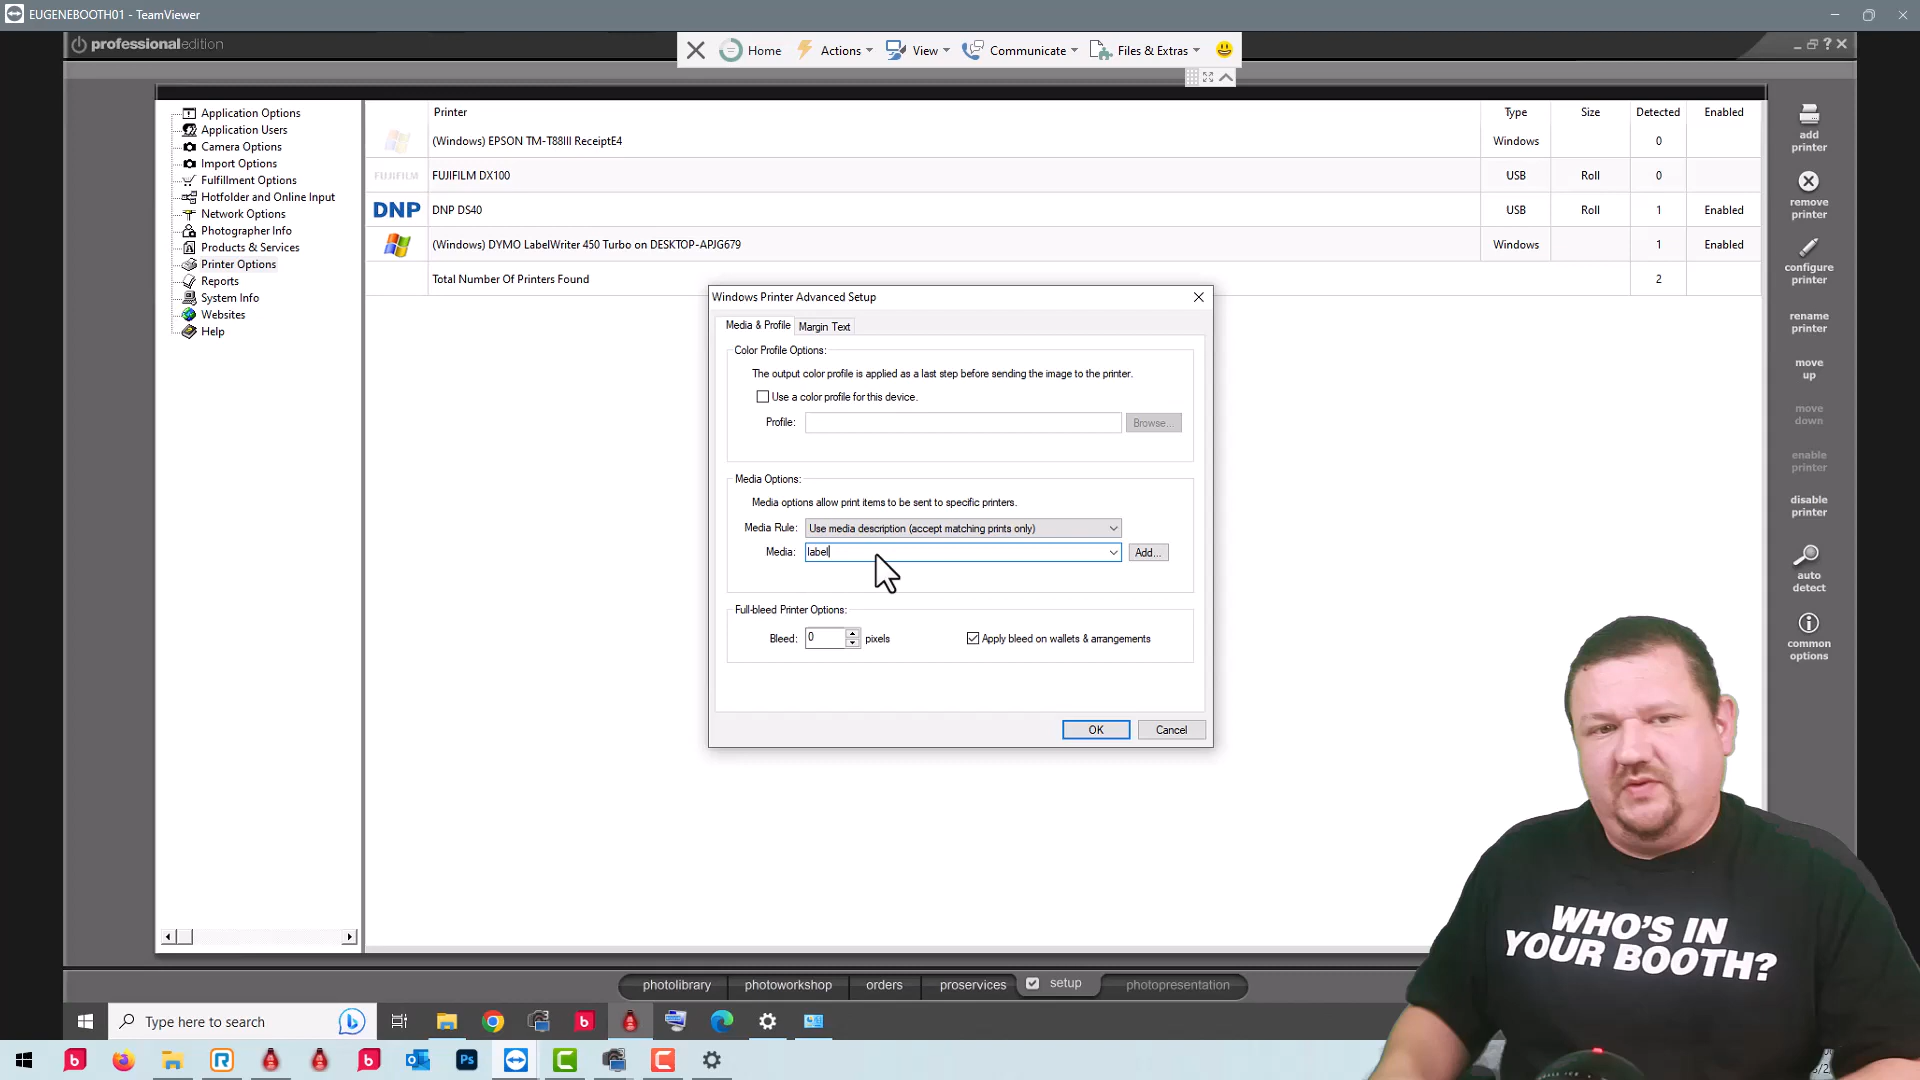 EUGENEBOOTH01 - TeamViewer
professionaledition
Home
Actions
View
Communicate
Files & Extras
Application Options
Application Users
Camera Options
Import Options
Fulfillment Options
Hotfolder and Online Input
Network Options
Photographer Info
Products & Services
Printer Options
Reports
System Info
Websites
Help
Printer Type Size Detected Enabled
(Windows) EPSON TM-T88III ReceiptE4 Windows 0
FUJIFILM FUJIFILM DX100 USB Roll 0
DNP DNP DS40 USB Roll 1 Enabled
(Windows) DYMO LabelWriter 450 Turbo on DESKTOP-APJG679 Windows 1 Enabled
Total Number Of Printers Found 2
add
printer
remove
printer
configure
printer
rename
printer
move
up
move
down
enable
printer
disable
printer
auto
detect
common
options
Windows Printer Advanced Setup
Media & Profile Margin Text
Color Profile Options:
The output color profile is applied as a last step before sending the image to the printer.
Use a color profile for this device.
Profile: Browse...
Media Options:
Media options allow print items to be sent to specific printers.
Media Rule: Use media description (accept matching prints only)
Media: label Add...
Full-bleed Printer Options:
Bleed: 0 pixels Apply bleed on wallets & arrangements
OK Cancel
WHO'S IN
YOUR BOOTH?
photolibrary photoworkshop orders proservices setup photopresentation
Type here to search